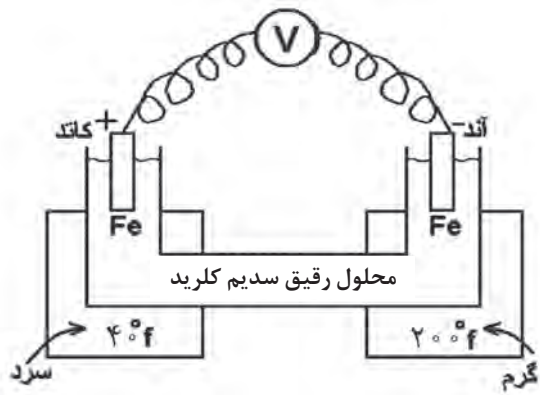 V
کاتد + آند -
Fe Fe
محلول رقیق سدیم کلرید
۴۰°f ۲۰۰°f
سرد گرم